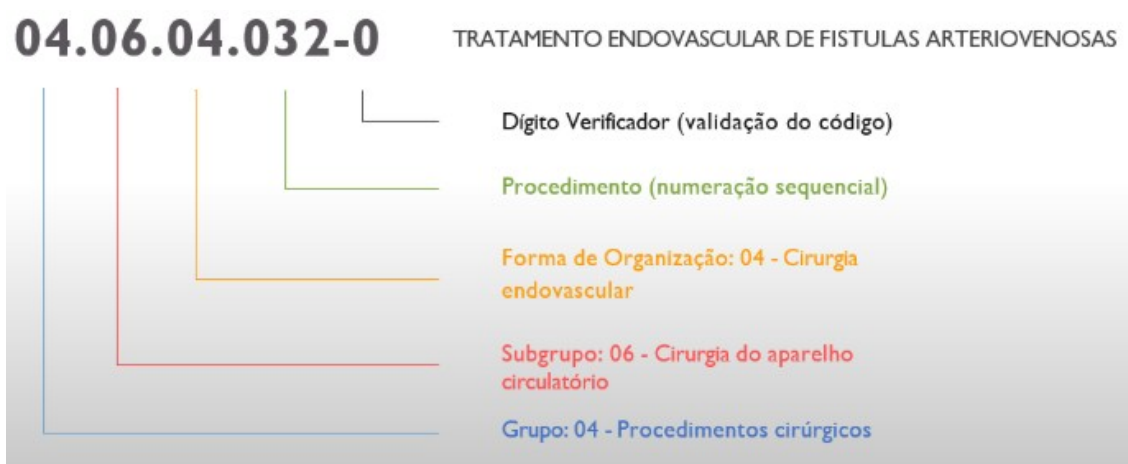 04.06.04.032-0 TRATAMENTO ENDOVASCULAR DE FISTULAS ARTERIOVENOSAS
Dígito Verificador (validação do código)
Procedimento (numeração sequencial)
Forma de Organização: 04 - Cirurgia
endovascular
Subgrupo: 06 - Cirurgia do aparelho
circulatório
Grupo: 04 - Procedimentos cirúrgicos